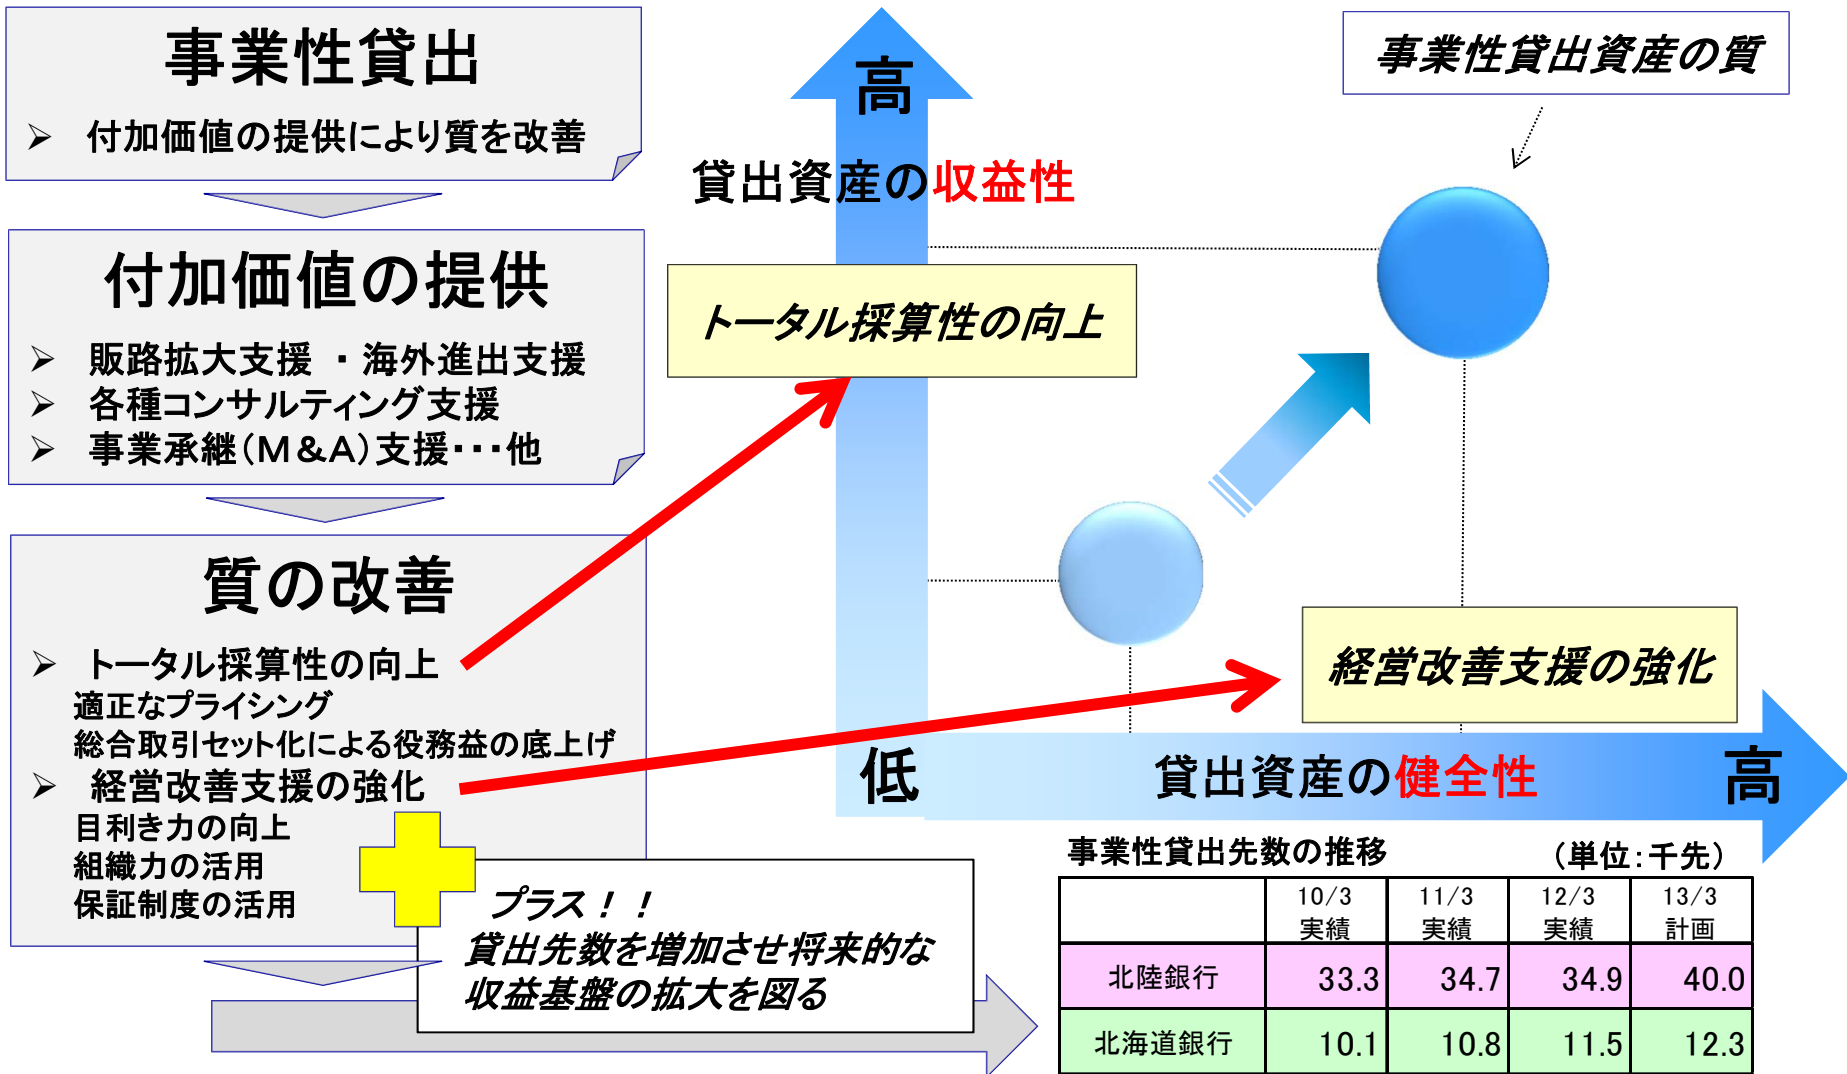 事業性貸出
➢ 付加価値の提供により質を改善
付加価値の提供
➢ 販路拡大支援 ・海外進出支援
➢ 各種コンサルティング支援
➢ 事業承継(M&A)支援・・・他
質の改善
➢ トータル採算性の向上
適正なプライシング
総合取引セット化による役務益の底上げ
➢ 経営改善支援の強化
目利き力の向上
組織力の活用
保証制度の活用
プラス！！
貸出先数を増加させ将来的な
収益基盤の拡大を図る
高
貸出資産の収益性
トータル採算性の向上
事業性貸出資産の質
経営改善支援の強化
低 貸出資産の健全性 高
事業性貸出先数の推移 (単位:千先)
10/3 11/3 12/3 13/3
実績 実績 実績 計画
北陸銀行 33.3 34.7 34.9 40.0
北海道銀行 10.1 10.8 11.5 12.3